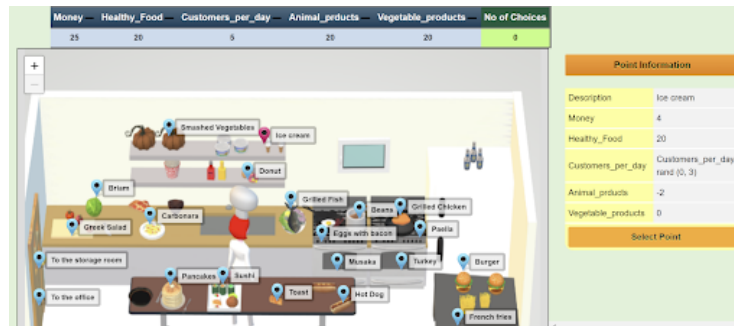 Money — Healthy_Food — Customers_per_day — Animal_prducts — Vegetable_products — No of Choices
25 20 5 20 20 0
+
−
Point Information
Description Ice cream
Money 4
Healthy_Food 20
Customers_per_day Customers_per_day
rand (0, 3)
Animal_prducts -2
Vegetable_products 0
Select Point
Smashed Vegetables
Ice cream
Donut
Briam
Grilled Fish
Carbonara
Beans
Grilled Chicken
Greek Salad
Eggs with bacon
Paella
To the storage room
Musaka
Turkey
Burger
Pancakes
Sushi
To the office
Toast
Hot Dog
French fries